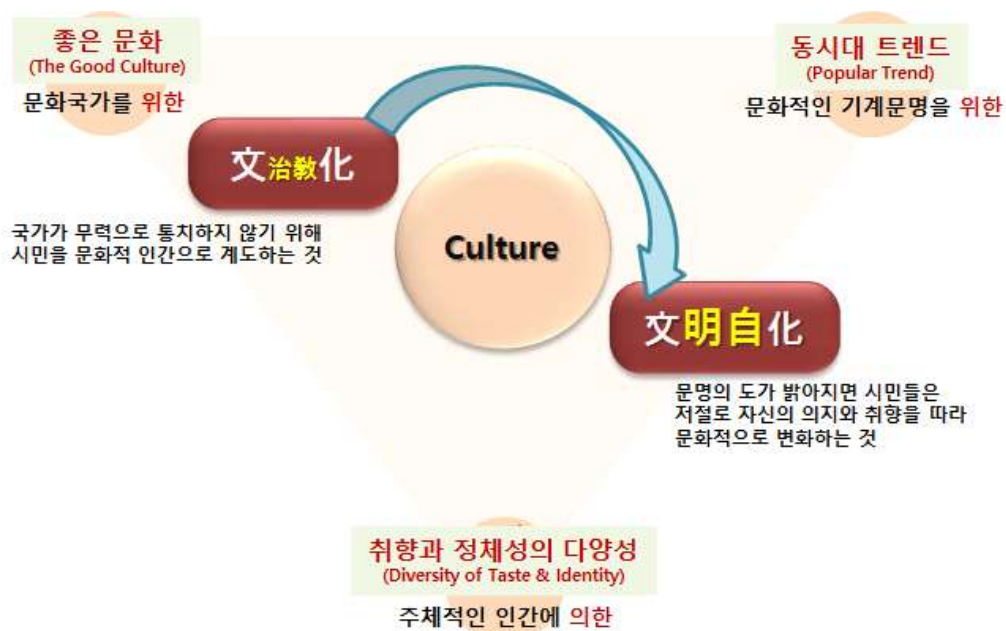 좋은 문화
(The Good Culture)
문화국가를 위한
동시대 트렌드
(Popular Trend)
문화적인 기계문명을 위한
文治敎化
국가가 무력으로 통치하지 않기 위해
시민을 문화적 인간으로 계도하는 것
Culture
文明自化
문명의 도가 밝아지면 시민들은
저절로 자신의 의지와 취향을 따라
문화적으로 변화하는 것
취향과 정체성의 다양성
(Diversity of Taste & Identity)
주체적인 인간에 의한